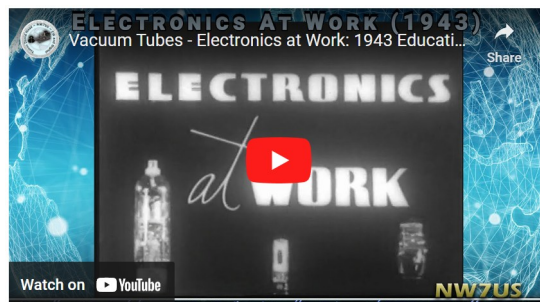 ELECTRONICS AT WORK (1943)
Vacuum Tubes - Electronics at Work: 1943 Educati...
Share
ELECTRONICS
at WORK
Watch on YouTube
NW7US